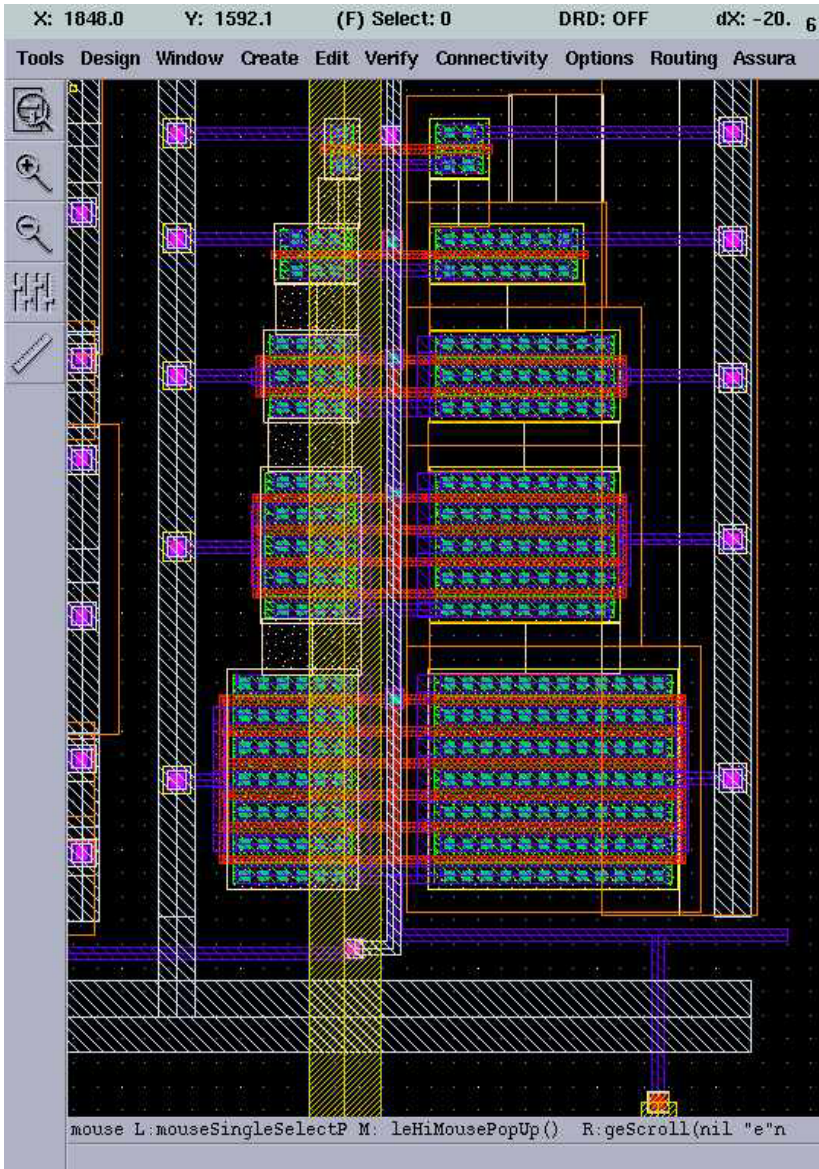 X: 1848.0 Y: 1592.1 (F) Select: 0 DRD: OFF dX: -20. 6
Tools Design Window Create Edit Verify Connectivity Options Routing Assura
mouse L:mouseSingleSelectP M: leHiMousePopUp() R:geScroll(nil "e"n